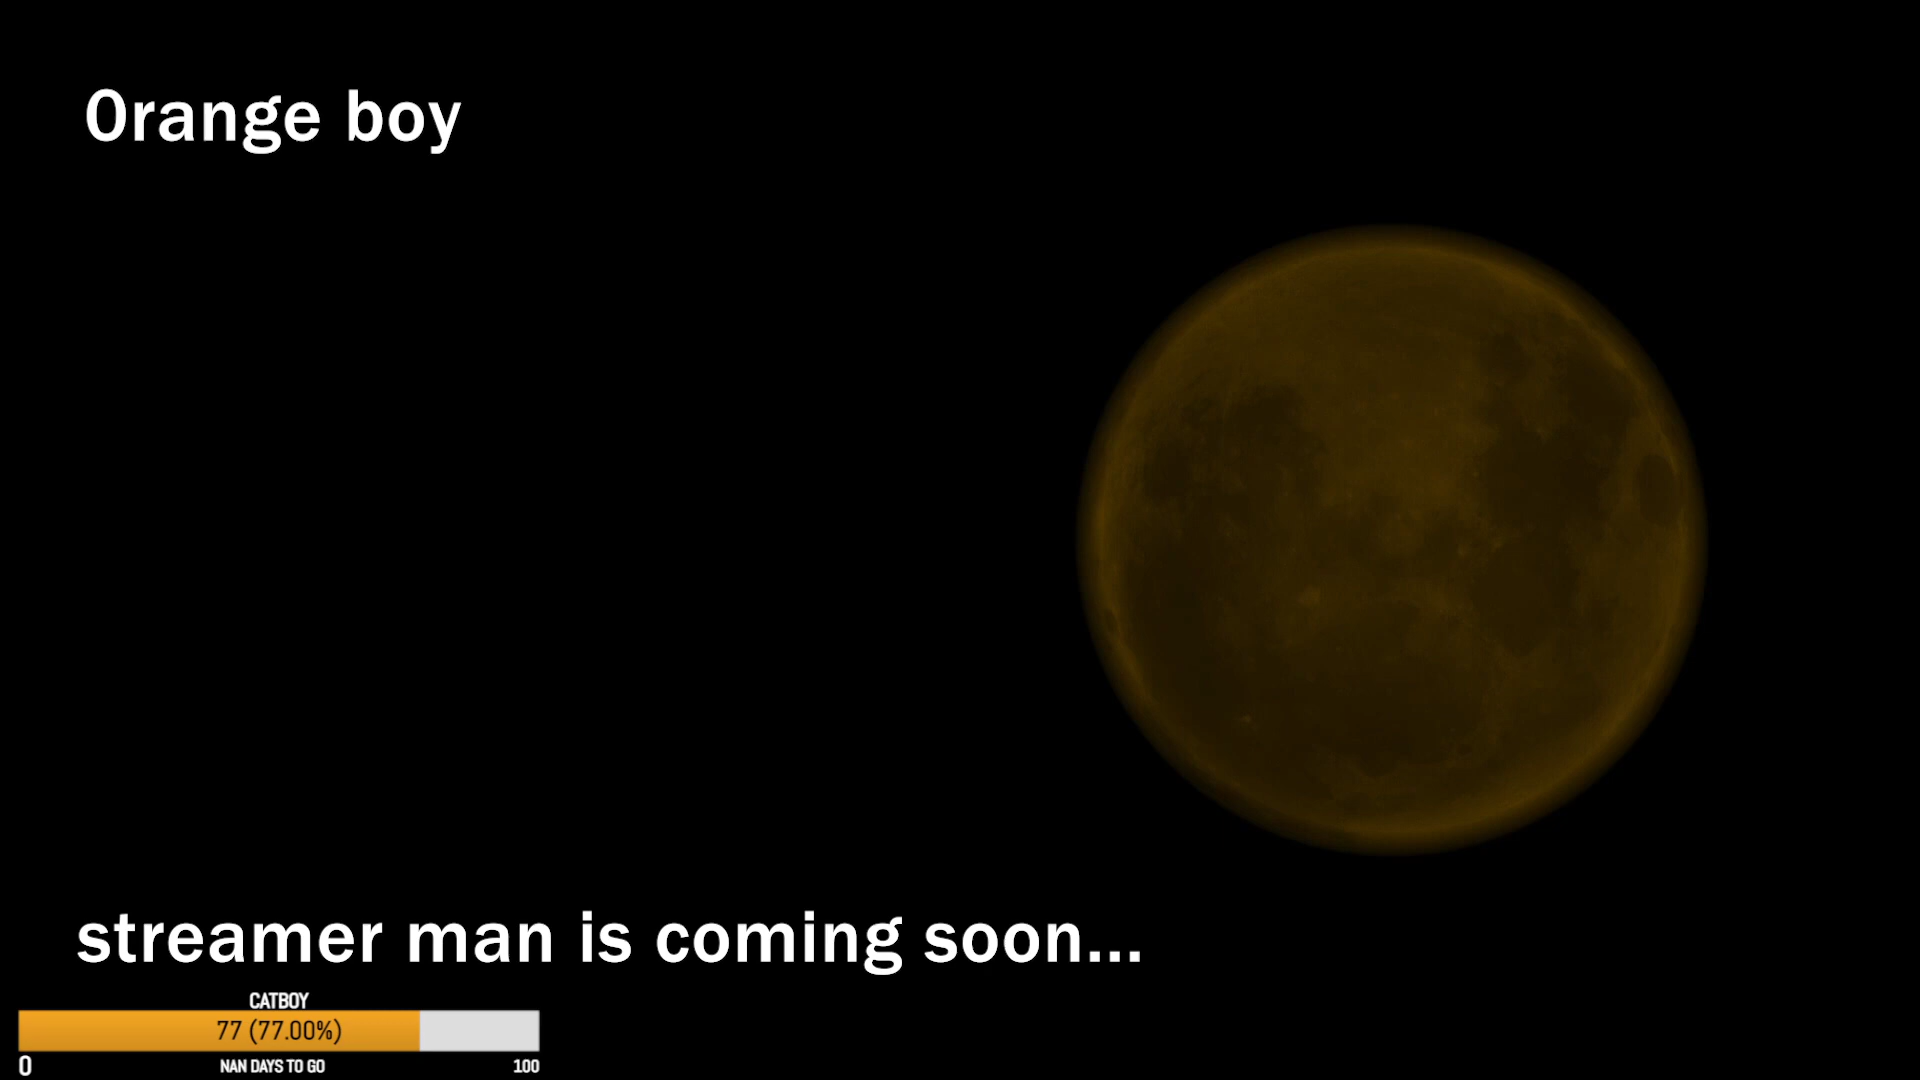 Orange boy
streamer man is coming soon...
CATBOY
77 (77.00%)
0 NAN DAYS TO GO 100